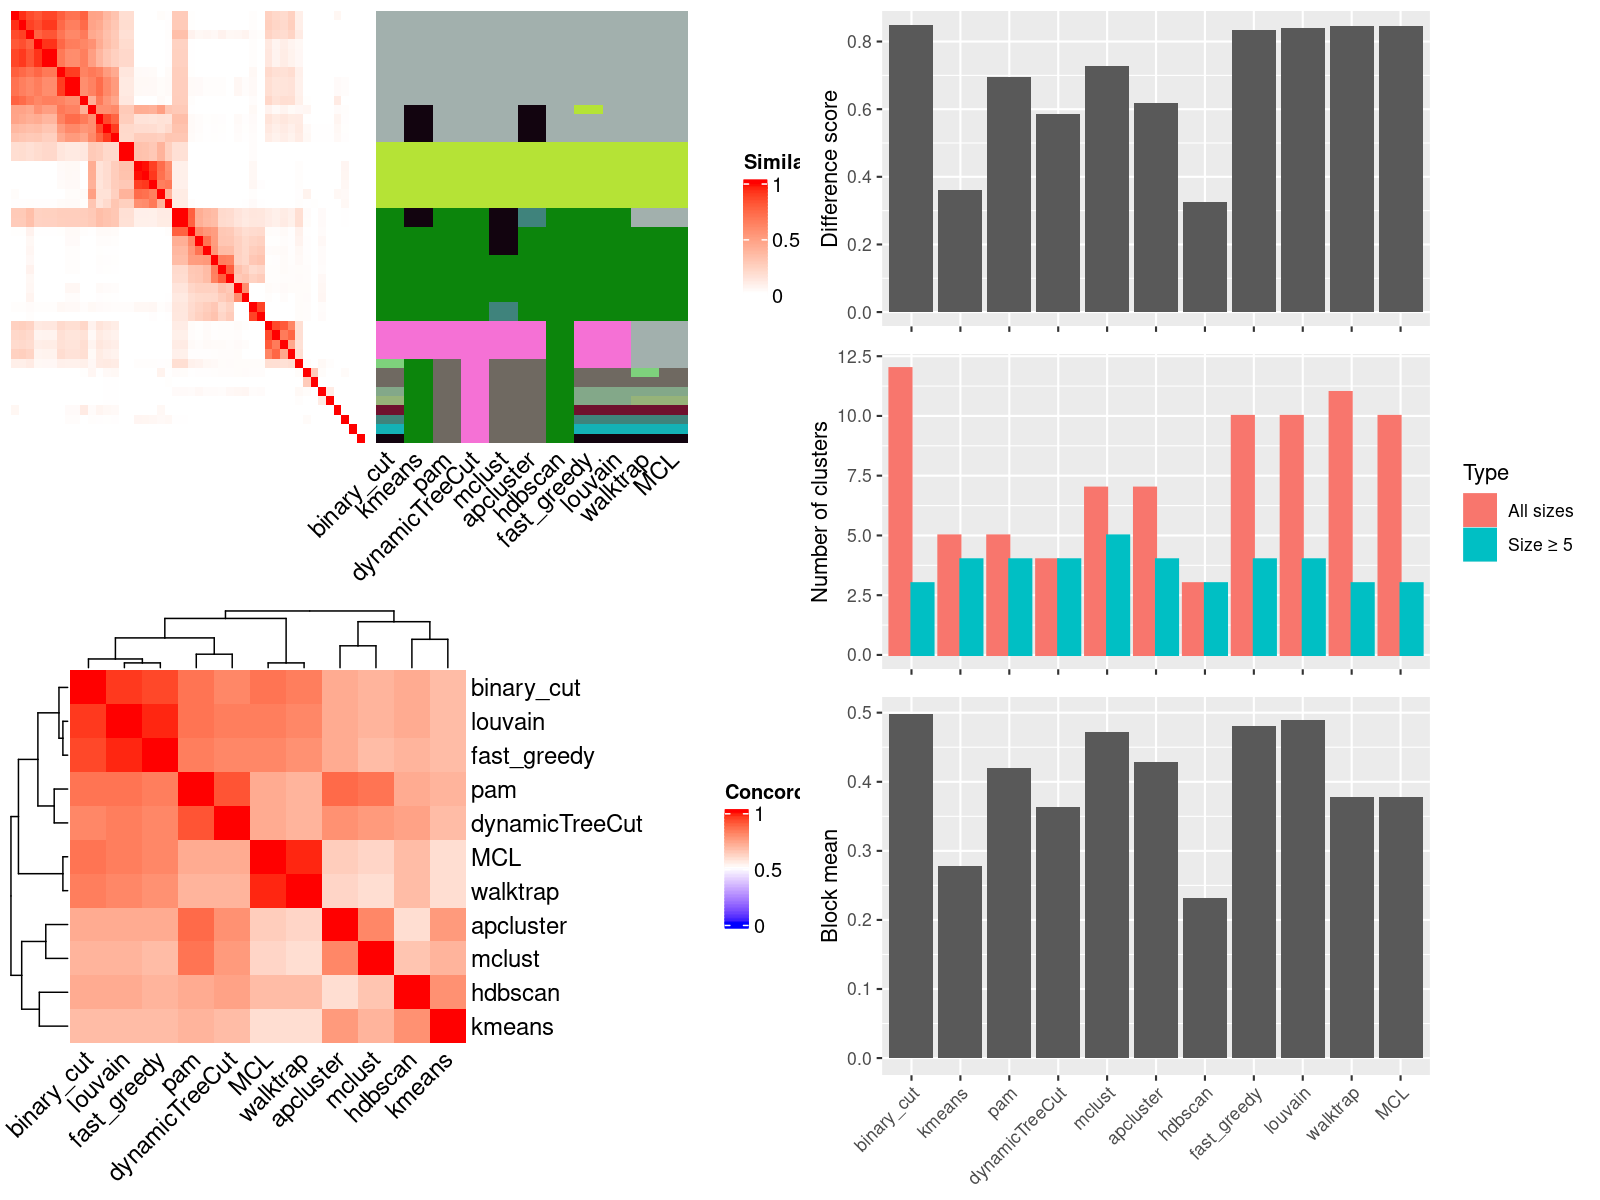 Simila
1
0.5
0
binary_cut
kmeans
pam
dynamicTreeCut
mclust
apcluster
hdbscan
fast_greedy
louvain
walktrap
MCL
binary_cut
louvain
fast_greedy
pam
dynamicTreeCut
MCL
walktrap
apcluster
mclust
hdbscan
kmeans
binary_cut
louvain
fast_greedy
pam
dynamicTreeCut
MCL
walktrap
apcluster
mclust
hdbscan
kmeans
Concord
1
0.5
0
Difference score
0.8
0.6
0.4
0.2
0.0
Number of clusters
12.5
10.0
7.5
5.0
2.5
0.0
Type
All sizes
Size ≥ 5
Block mean
0.5
0.4
0.3
0.2
0.1
0.0
binary_cut
kmeans
pam
dynamicTreeCut
mclust
apcluster
hdbscan
fast_greedy
louvain
walktrap
MCL